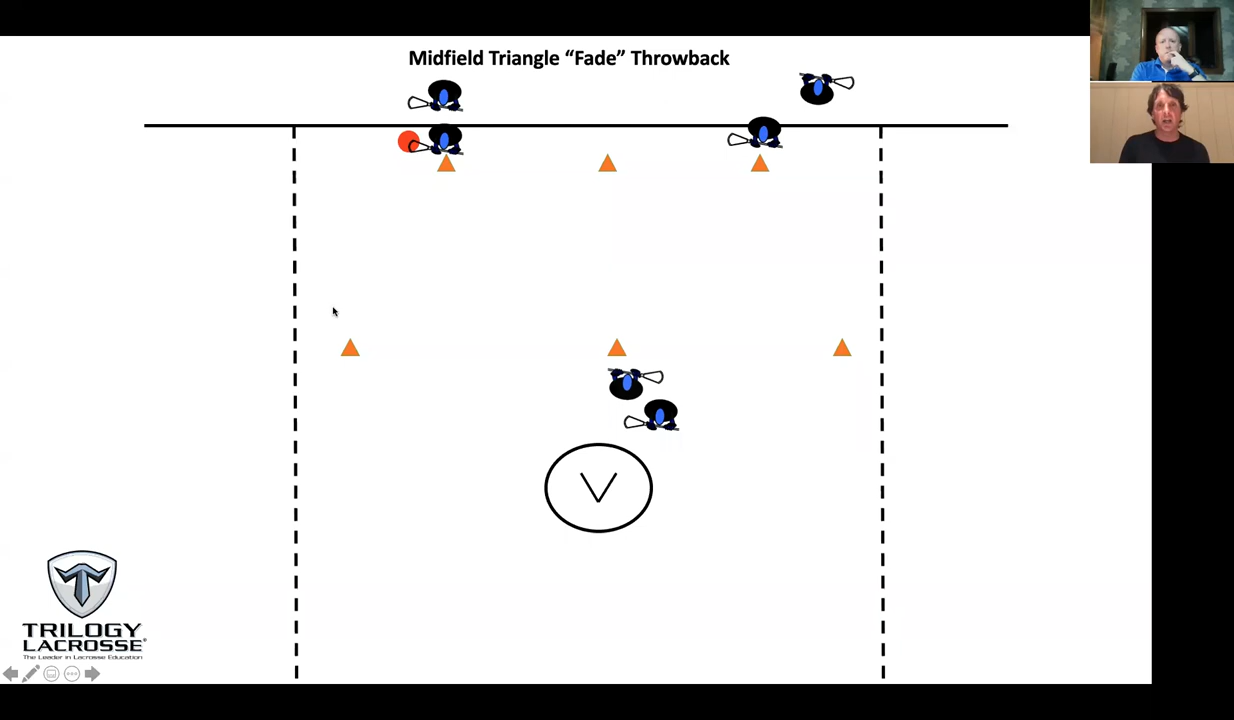 Midfield Triangle “Fade” Throwback
TRILOGY
LACROSSE
The Leader in Lacrosse Education